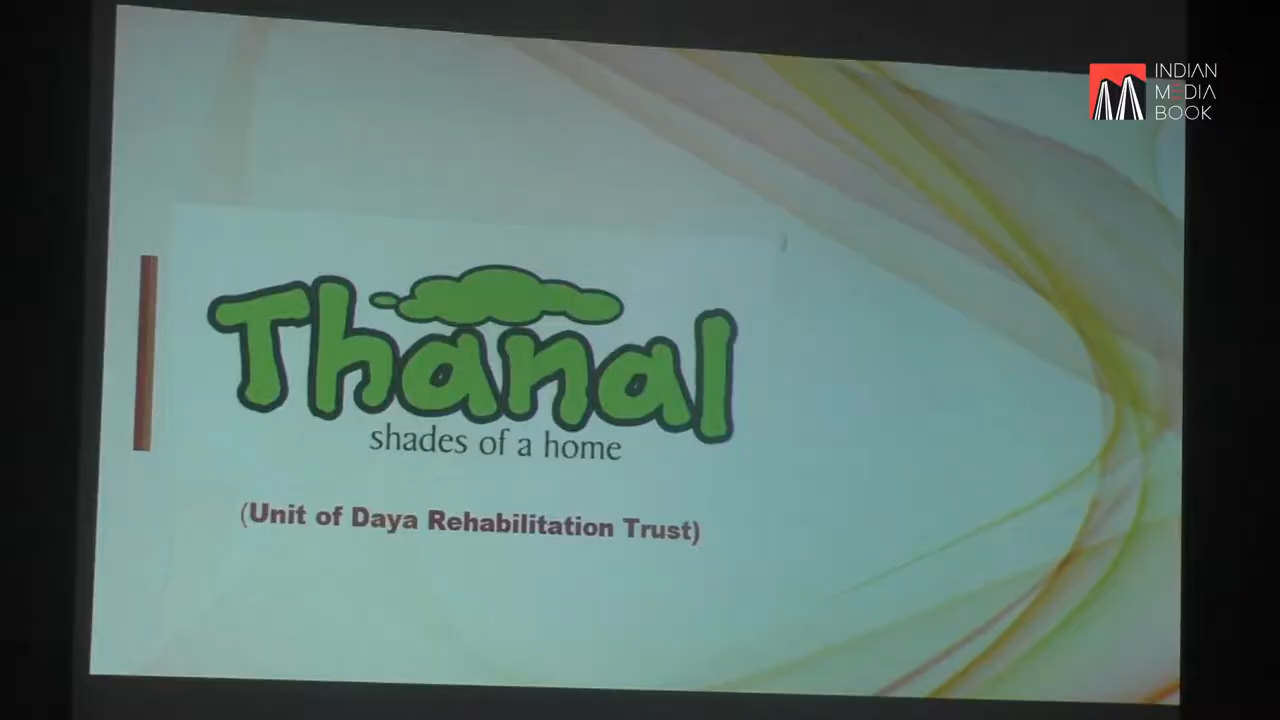 INDIAN
MEDIA
BOOK
Thanal
shades of a home
(Unit of Daya Rehabilitation Trust)